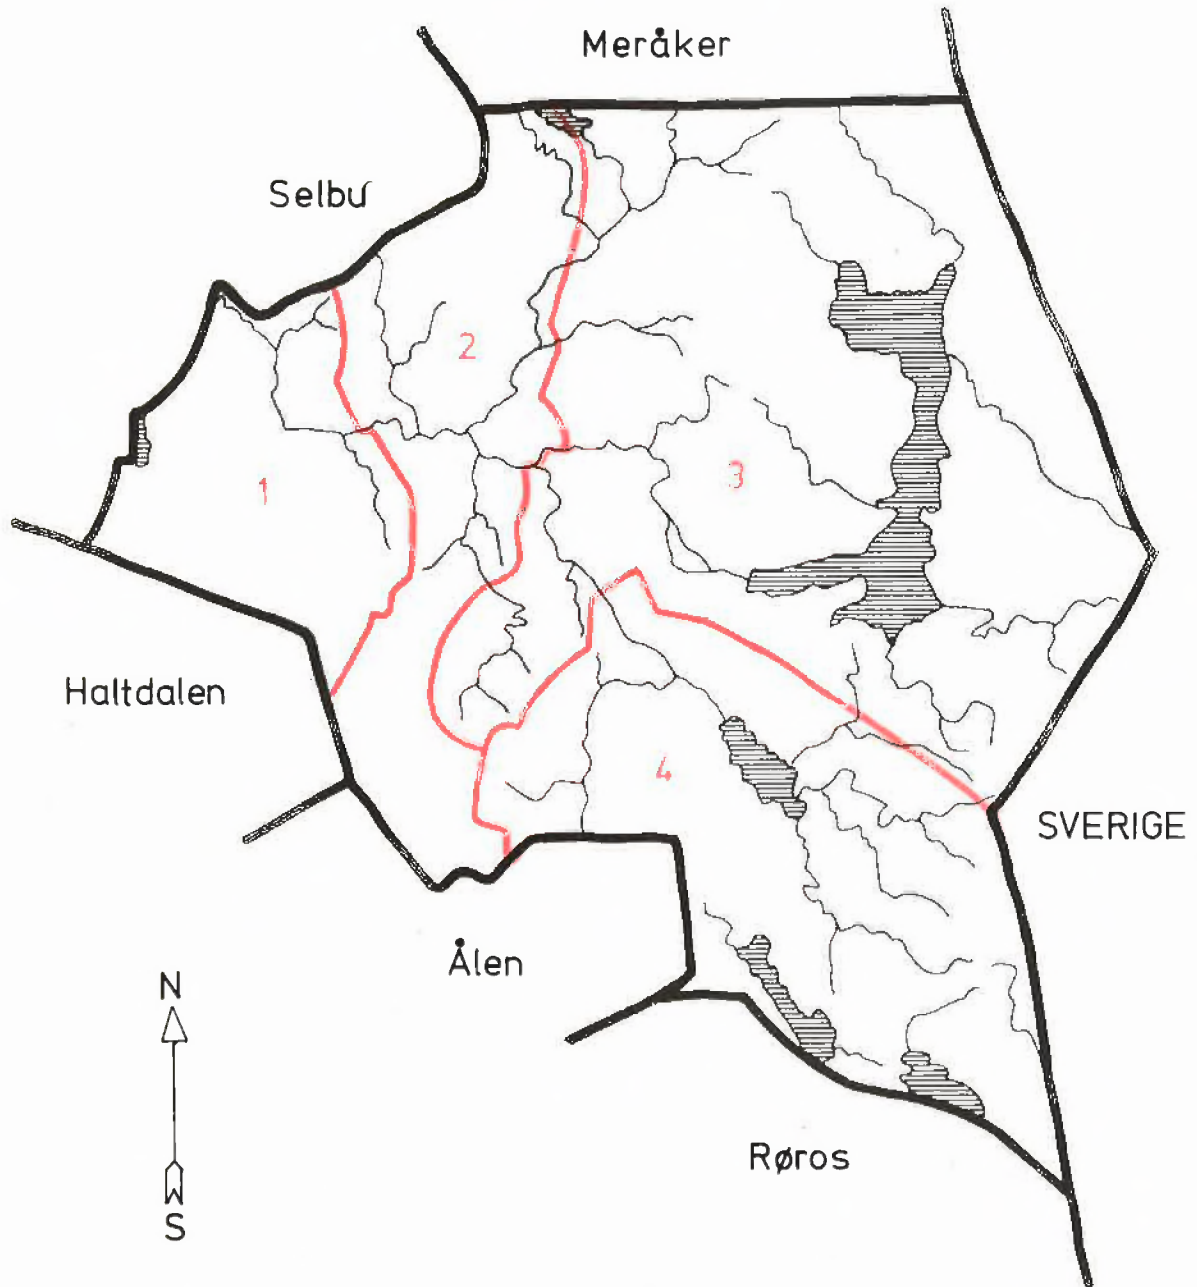 Meråker
Selbu
2
3
1
Haltdalen
4
SVERIGE
Ålen
N
Røros
S